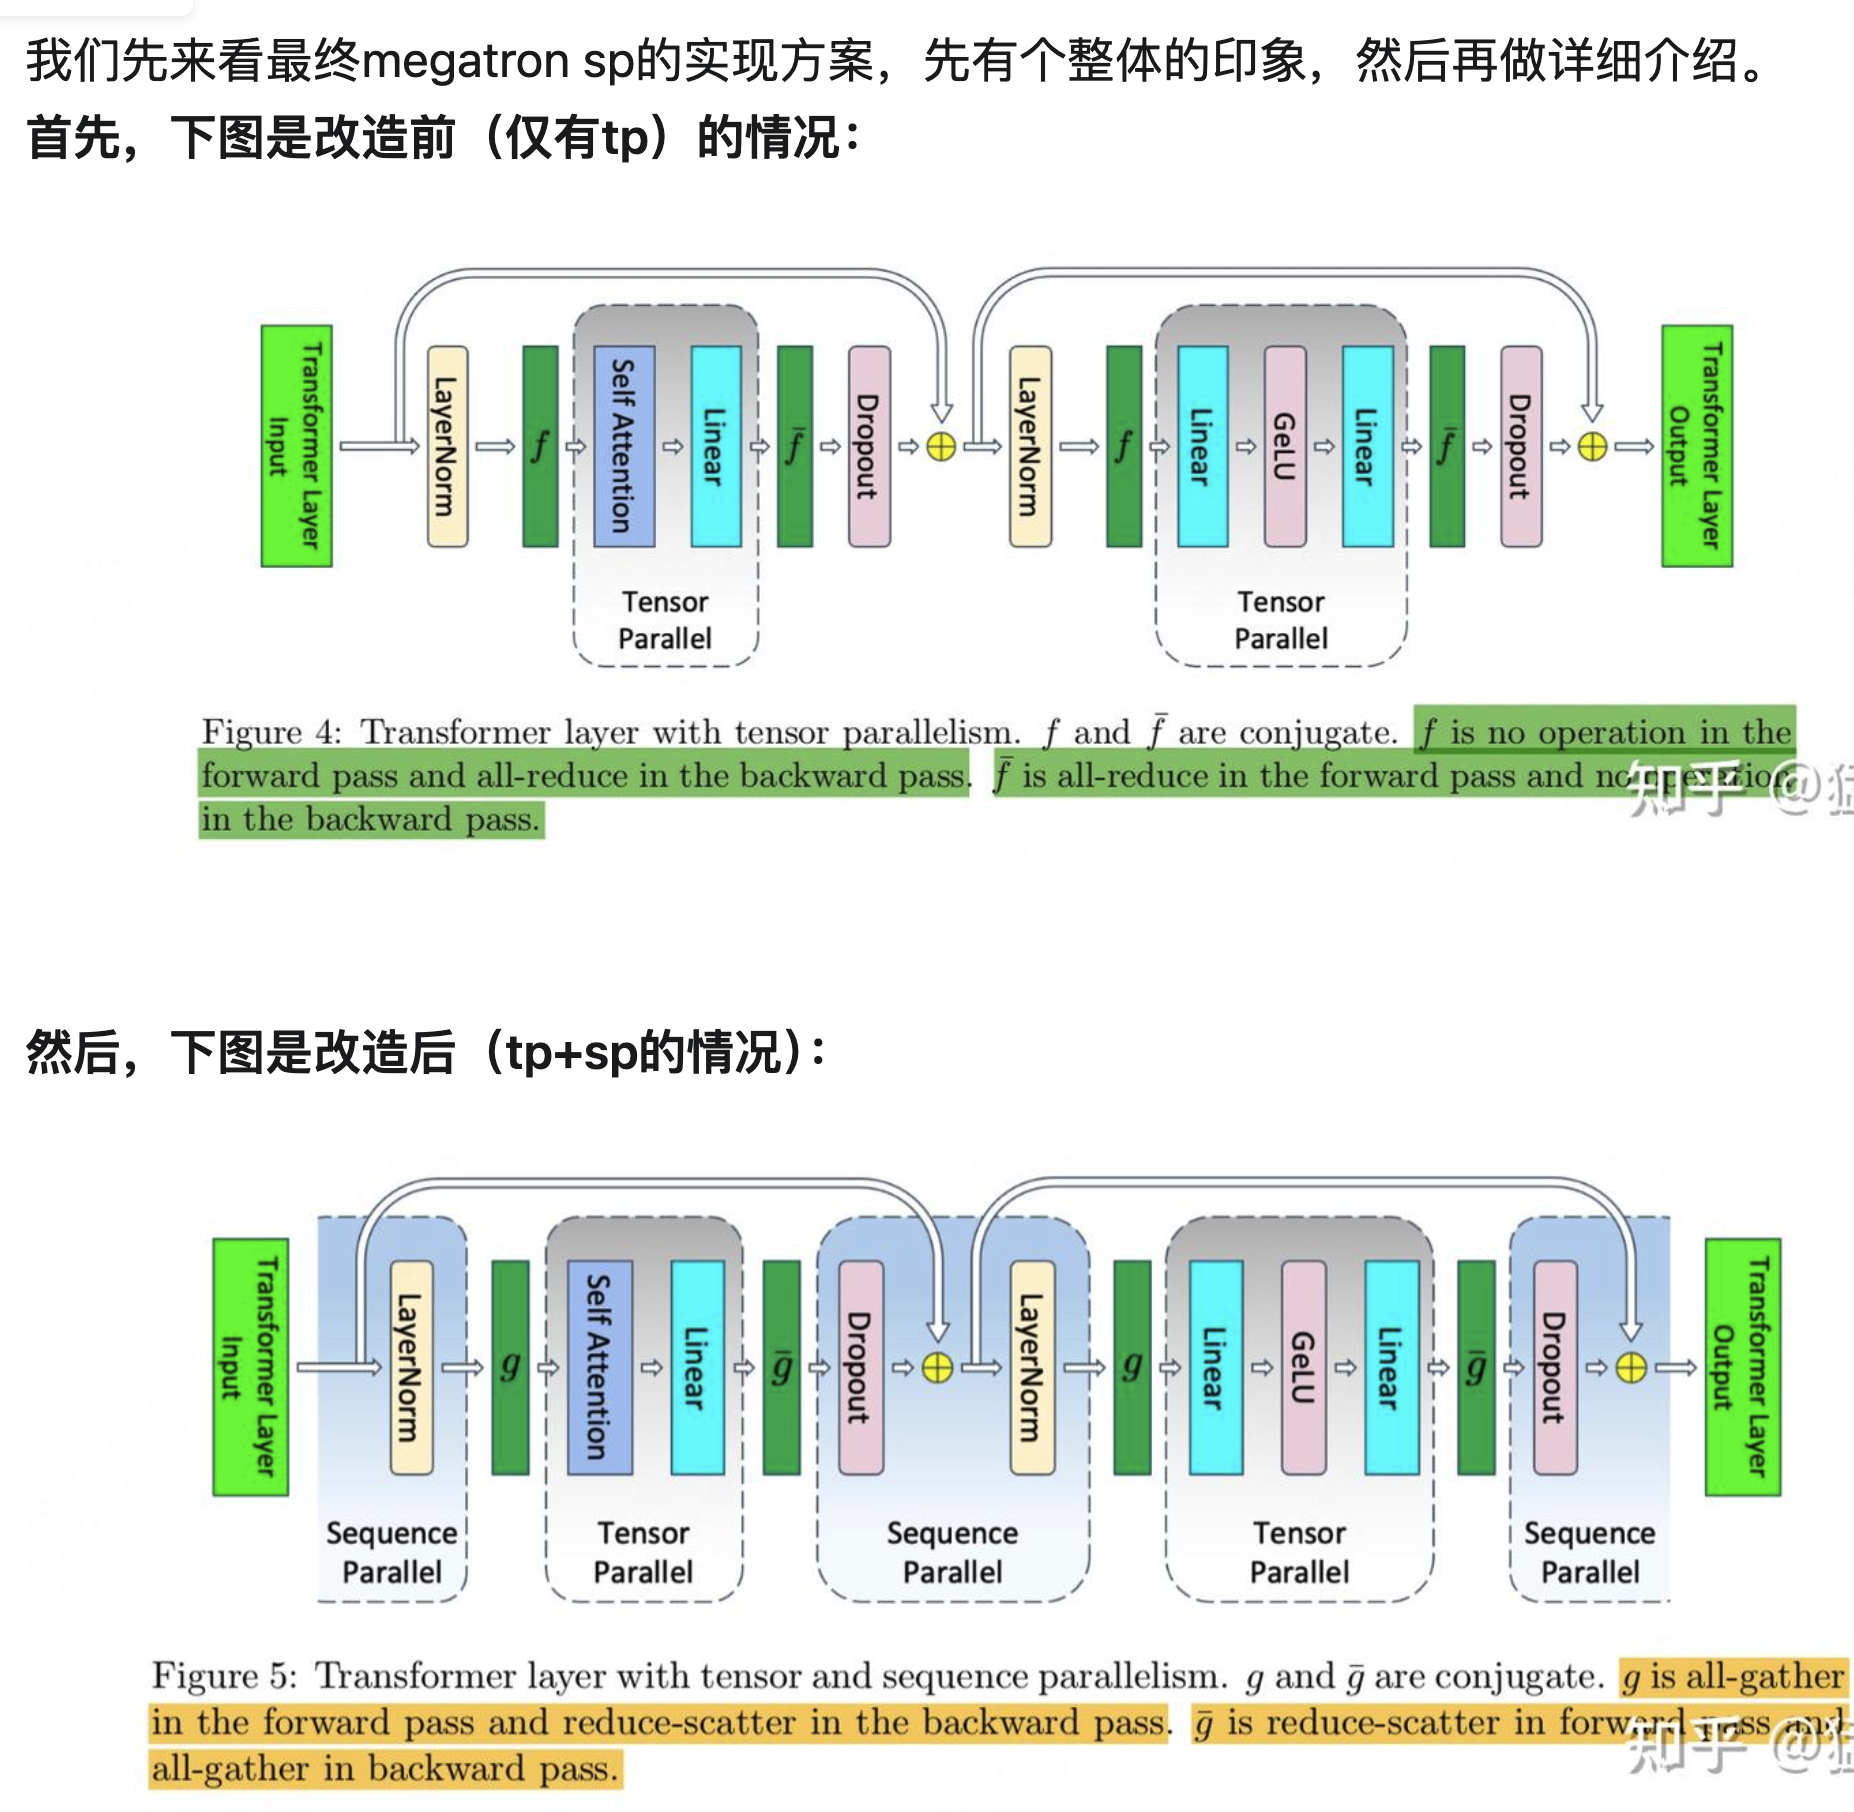 我们先来看最终megatron sp的实现方案，先有个整体的印象，然后再做详细介绍。
首先，下图是改造前（仅有tp）的情况：
Transformer Layer
Input
LayerNorm
f
Self Attention
Linear
f̄
Dropout
LayerNorm
f
Linear
GeLU
Linear
f̄
Dropout
Transformer Layer
Output
Tensor
Parallel
Tensor
Parallel
Figure 4: Transformer layer with tensor parallelism. f and f̄ are conjugate. f is no operation in the
forward pass and all-reduce in the backward pass. f̄ is all-reduce in the forward pass and no operation
in the backward pass.
知乎 @猛
然后，下图是改造后（tp+sp的情况）：
Transformer Layer
Input
LayerNorm
g
Self Attention
Linear
ḡ
Dropout
LayerNorm
g
Linear
GeLU
Linear
ḡ
Dropout
Transformer Layer
Output
Sequence
Parallel
Tensor
Parallel
Sequence
Parallel
Tensor
Parallel
Sequence
Parallel
Figure 5: Transformer layer with tensor and sequence parallelism. g and ḡ are conjugate. g is all-gather
in the forward pass and reduce-scatter in the backward pass. ḡ is reduce-scatter in forward pass and
all-gather in backward pass.
知乎 @猛